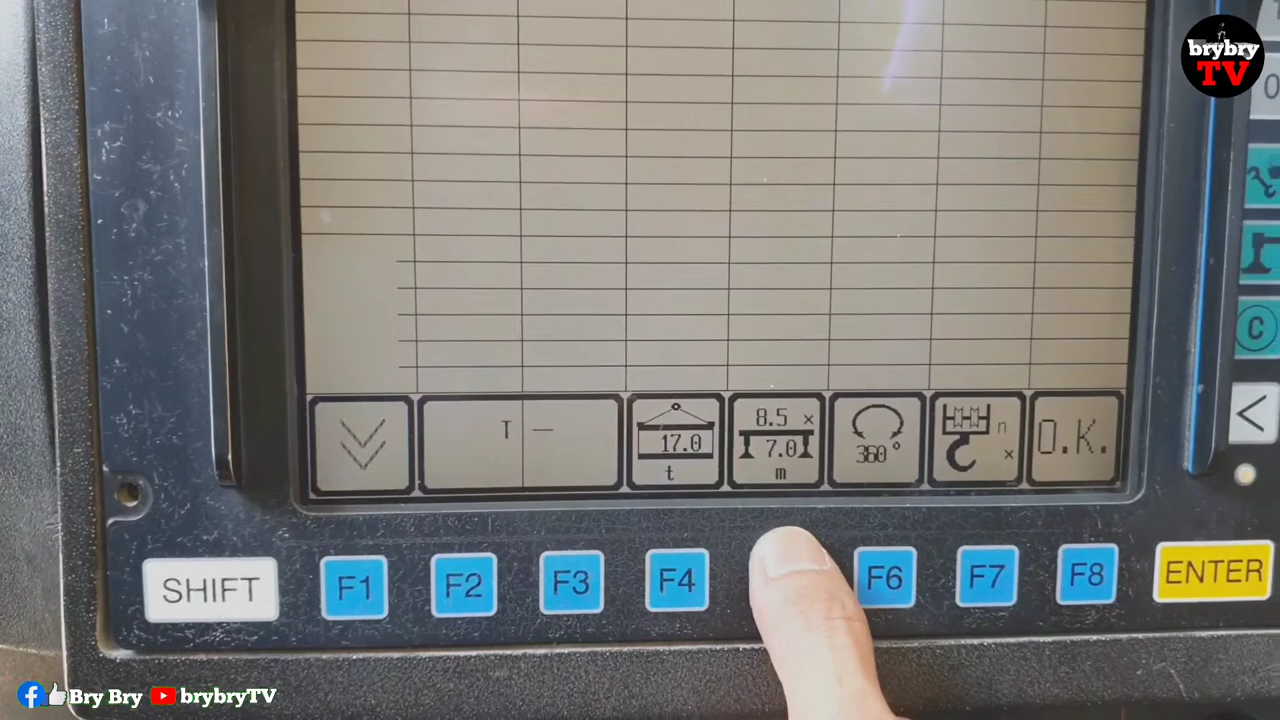 brybry
TV
0
T —
17.0
t
8.5 ×
7.0
m
360°
n
×
O.K.
C
<
SHIFT
F1
F2
F3
F4
F6
F7
F8
ENTER
Bry Bry
brybryTV